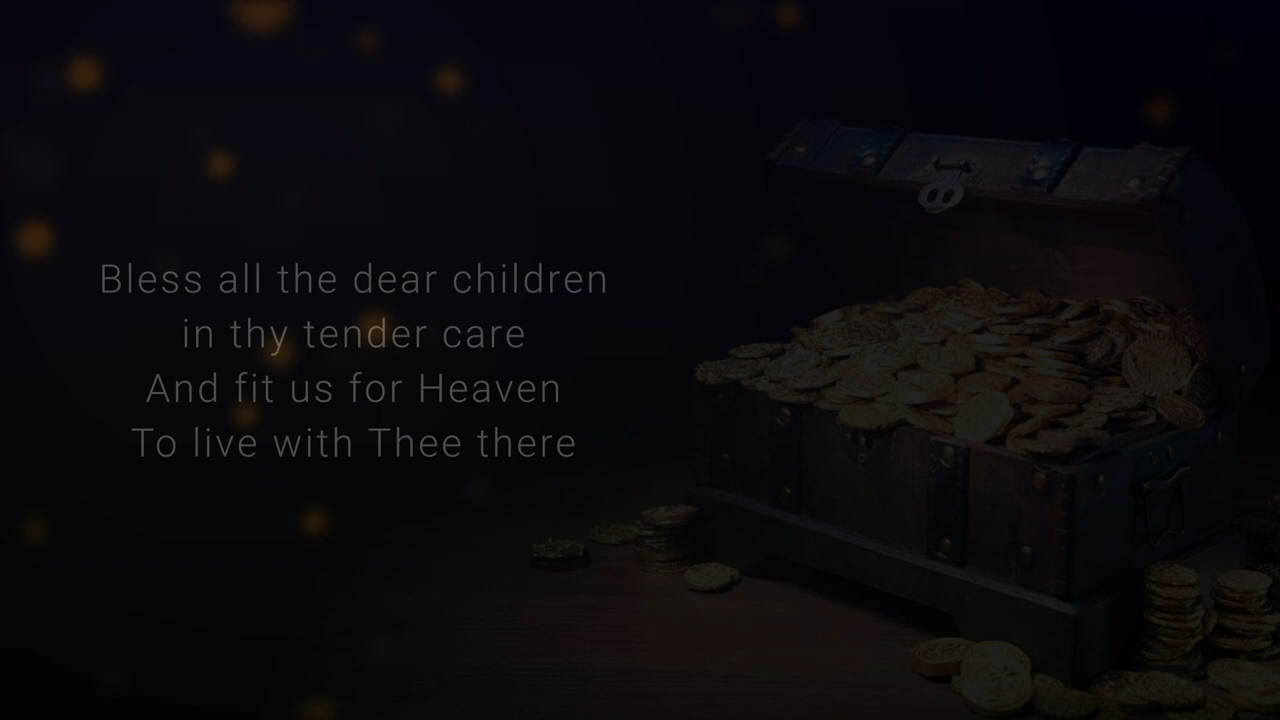 Bless all the dear children
in thy tender care
And fit us for Heaven
To live with Thee there